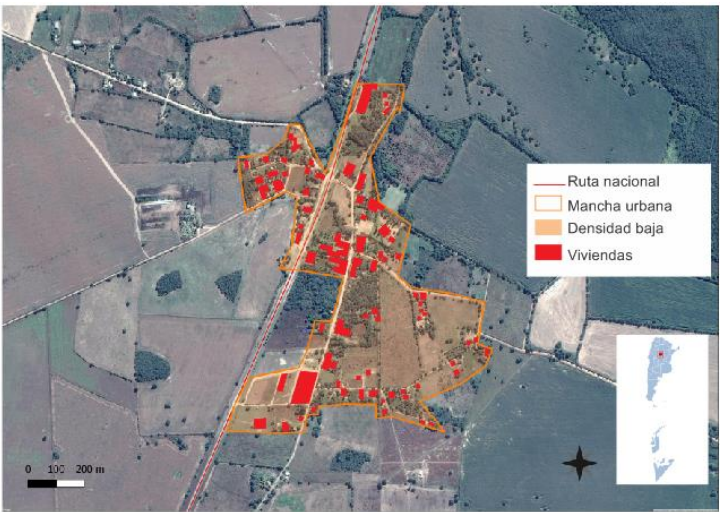 Ruta nacional
Mancha urbana
Densidad baja
Viviendas
0 100 200 m